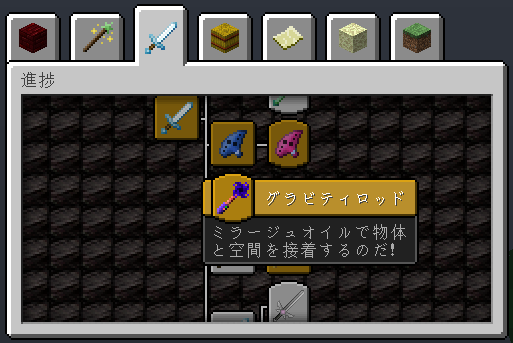 進捗
グラビティロッド
ミラージュオイルで物体
と空間を接着するのだ!